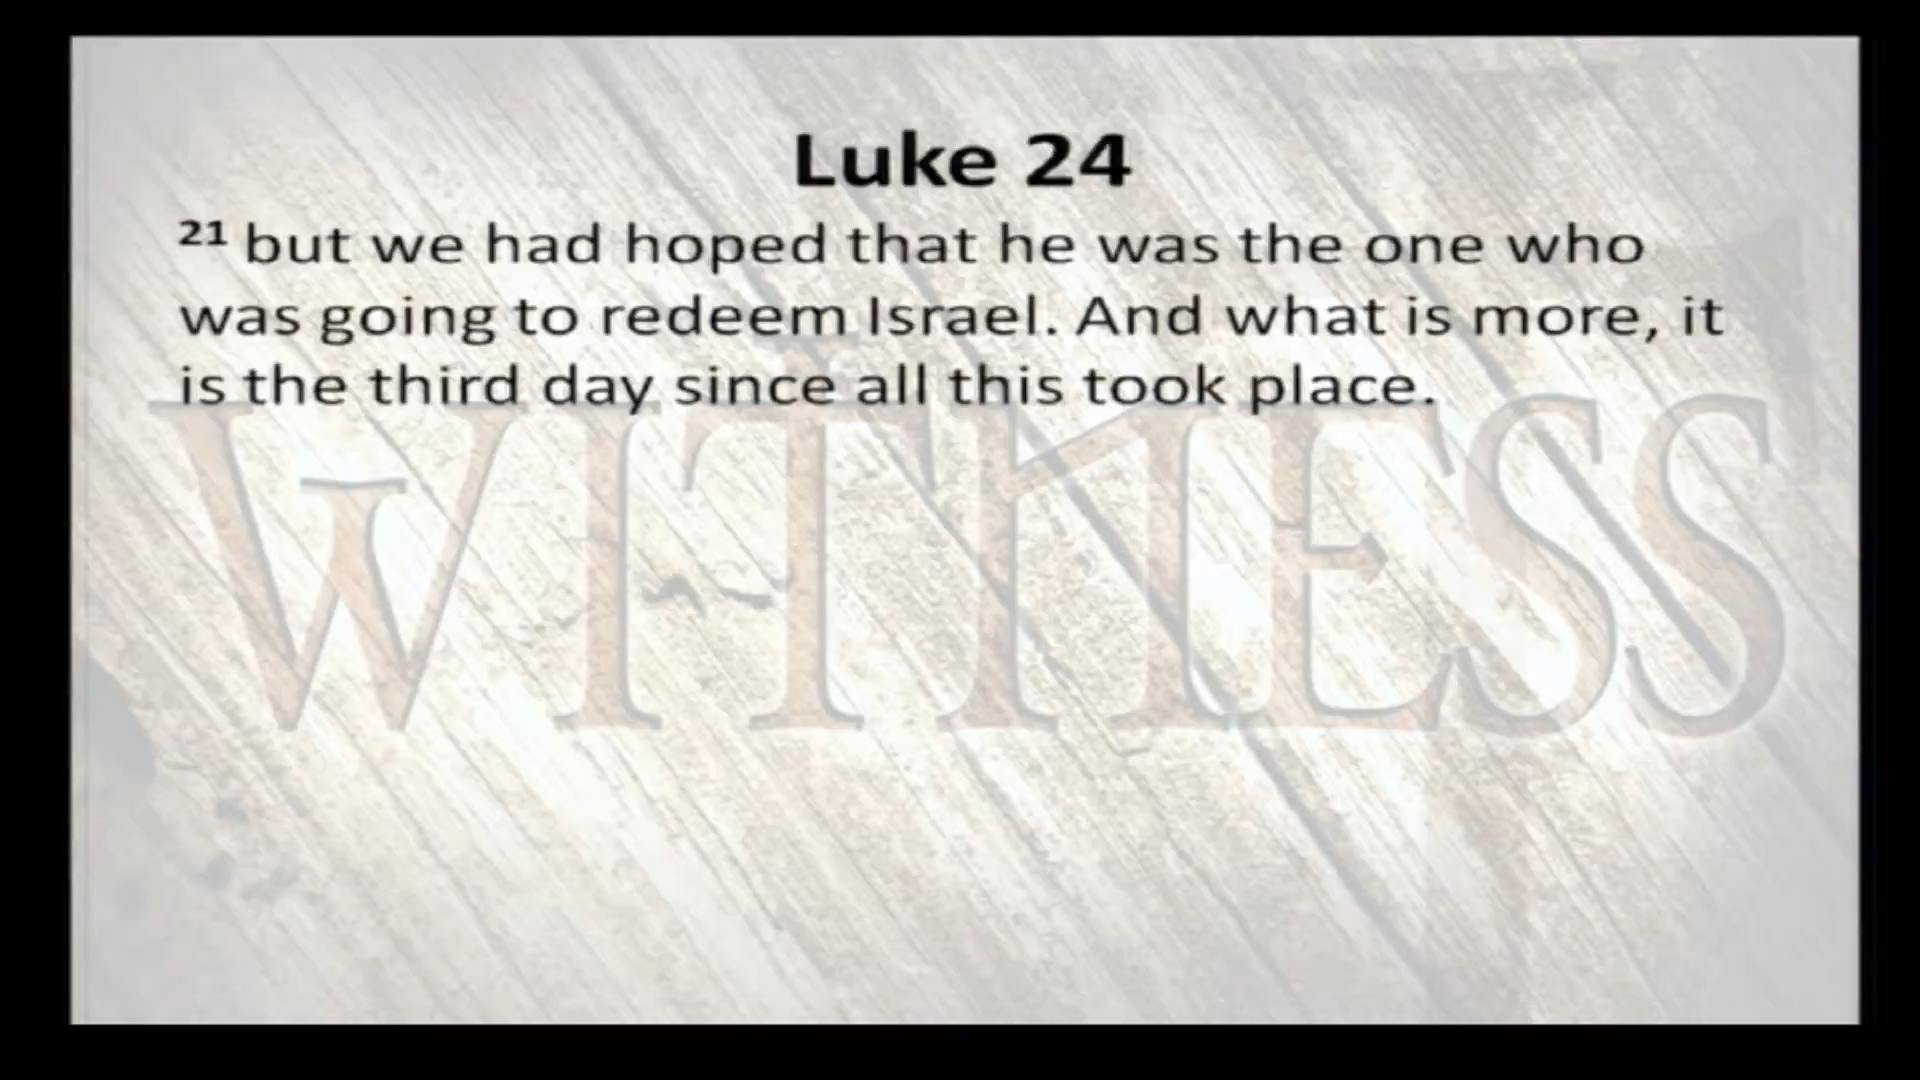 Luke 24
21 but we had hoped that he was the one who
was going to redeem Israel. And what is more, it
is the third day since all this took place.
WITNESS